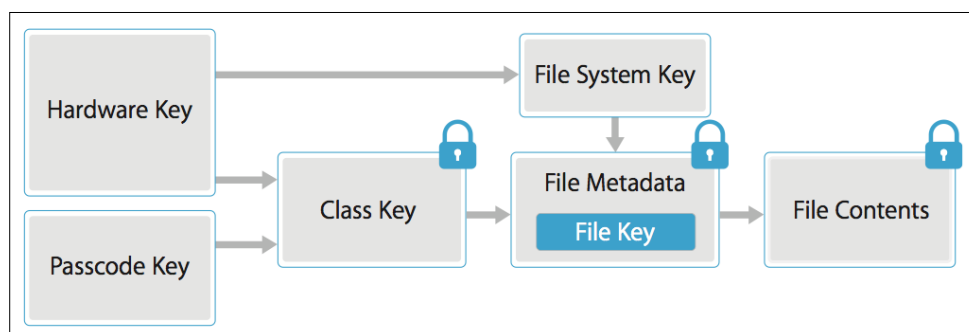 Hardware Key
File System Key
File Metadata
Class Key
File Key
File Contents
Passcode Key